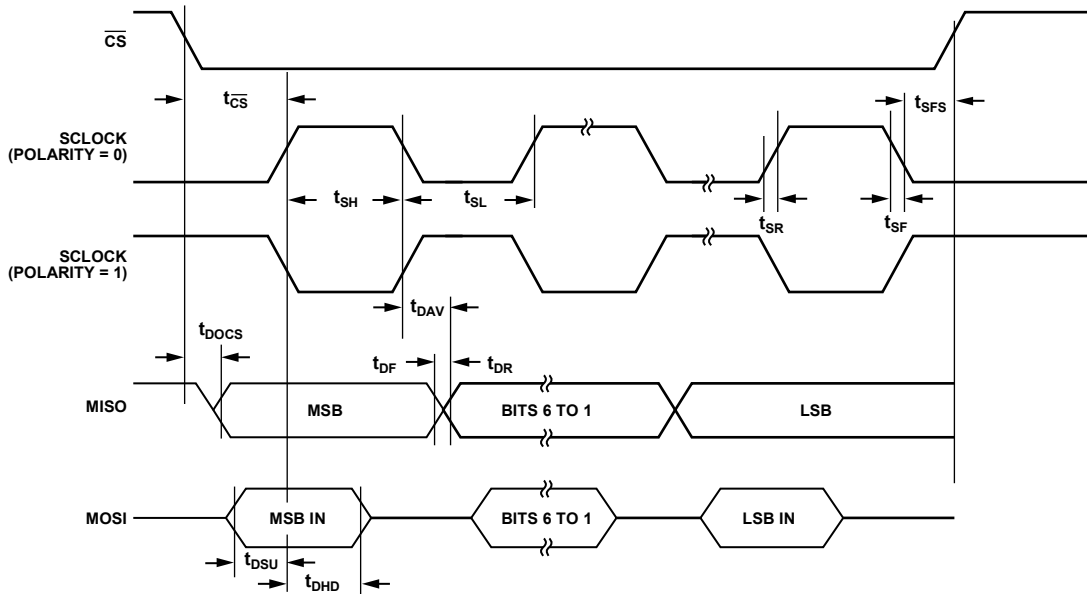 CS
tCS
tSFS
SCLOCK
(POLARITY = 0)
tSH
tSL
tSR
tSF
SCLOCK
(POLARITY = 1)
tDAV
tDOCS
tDF
tDR
MISO
MSB
BITS 6 TO 1
LSB
MOSI
MSB IN
BITS 6 TO 1
LSB IN
tDSU
tDHD